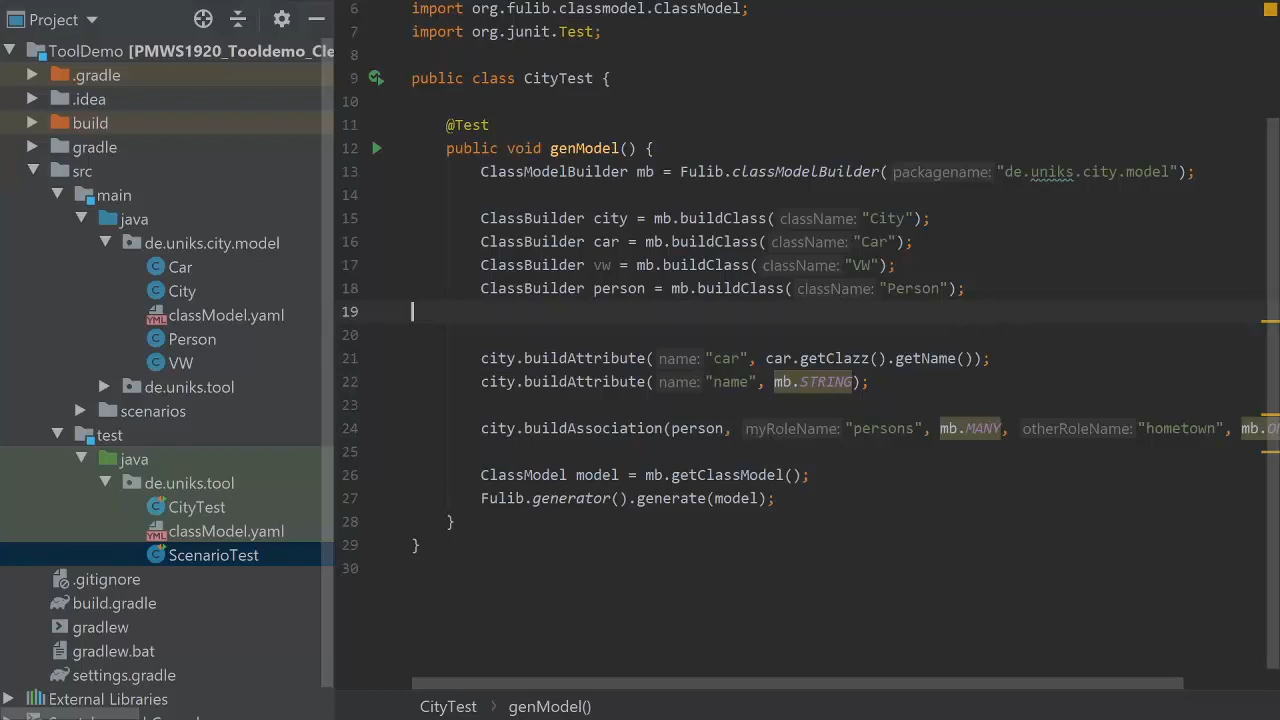 Project
ToolDemo [PMWS1920_Tooldemo_Cle
.gradle
.idea
build
gradle
src
main
java
de.uniks.city.model
Car
City
classModel.yaml
Person
VW
de.uniks.tool
scenarios
test
java
de.uniks.tool
CityTest
classModel.yaml
ScenarioTest
.gitignore
build.gradle
gradlew
gradlew.bat
settings.gradle
External Libraries
6 import org.fulib.classmodel.ClassModel;
7 import org.junit.Test;
8
9 public class CityTest {
10
11 @Test
12 public void genModel() {
13 ClassModelBuilder mb = Fulib.classModelBuilder( packagename: "de.uniks.city.model");
14
15 ClassBuilder city = mb.buildClass( className: "City");
16 ClassBuilder car = mb.buildClass( className: "Car");
17 ClassBuilder vw = mb.buildClass( className: "VW");
18 ClassBuilder person = mb.buildClass( className: "Person");
19
20
21 city.buildAttribute( name: "car", car.getClazz().getName());
22 city.buildAttribute( name: "name", mb.STRING);
23
24 city.buildAssociation(person, myRoleName: "persons", mb.MANY, otherRoleName: "hometown", mb.ON
25
26 ClassModel model = mb.getClassModel();
27 Fulib.generator().generate(model);
28 }
29 }
30
CityTest > genModel()